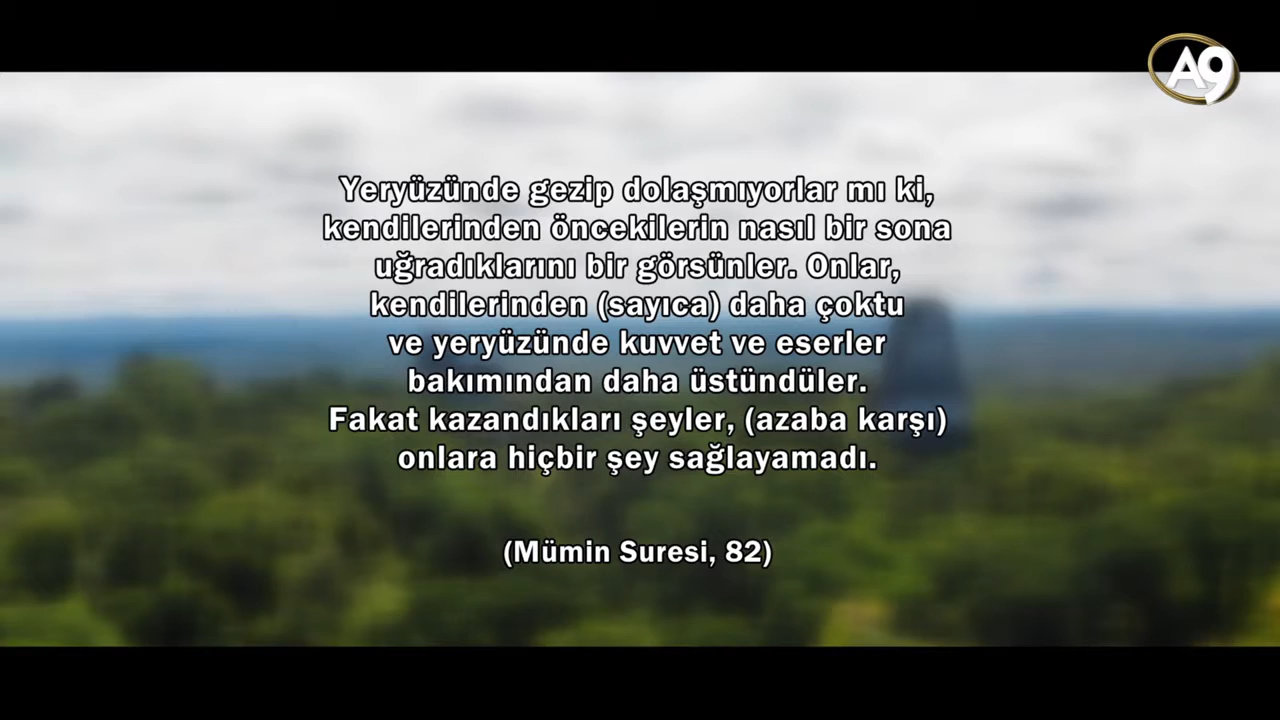 A9
Yeryüzünde gezip dolaşmıyorlar mı ki,
kendilerinden öncekilerin nasıl bir sona
uğradıklarını bir görsünler. Onlar,
kendilerinden (sayıca) daha çoktu
ve yeryüzünde kuvvet ve eserler
bakımından daha üstündüler.
Fakat kazandıkları şeyler, (azaba karşı)
onlara hiçbir şey sağlayamadı.
(Mümin Suresi, 82)